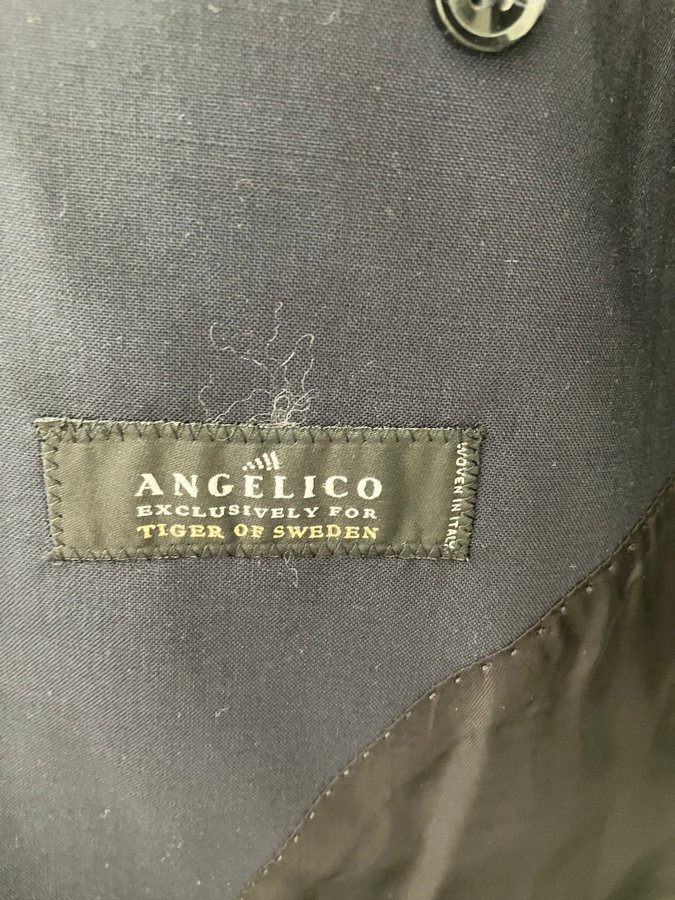 ANGELICO
EXCLUSIVELY FOR
TIGER OF SWEDEN
WOVEN IN ITALY